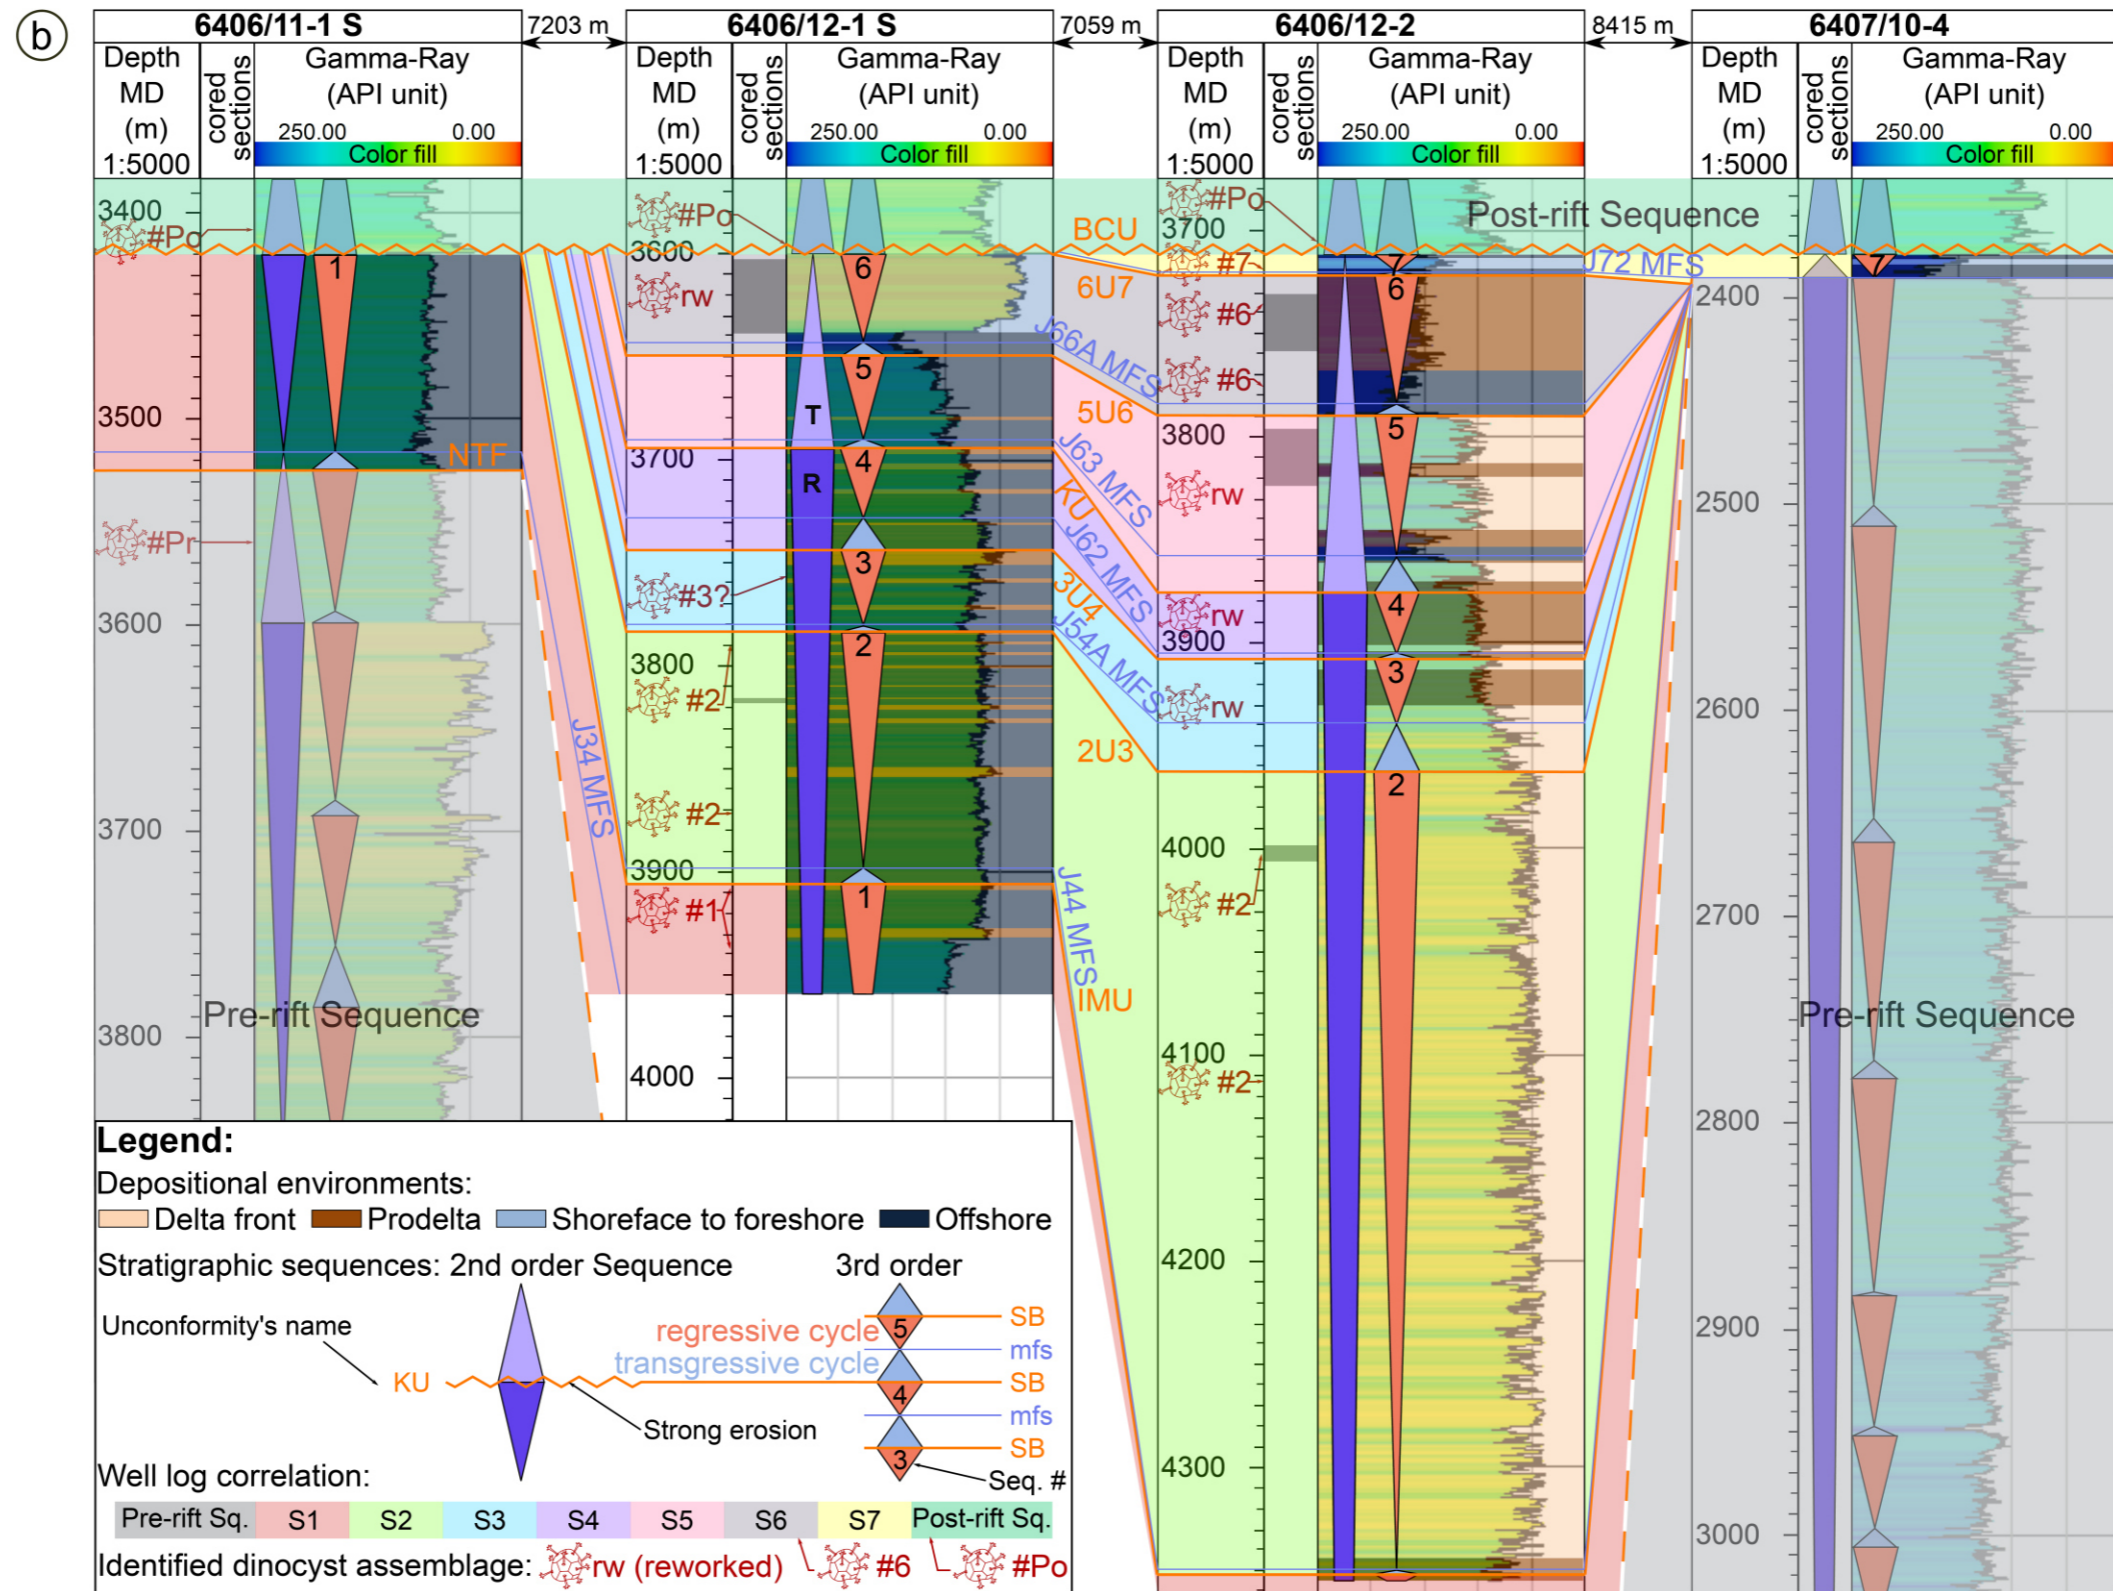 b
6406/11-1 S
7203 m
6406/12-1 S
7059 m
6406/12-2
8415 m
6407/10-4
Depth
MD
(m)
1:5000
cored
sections
Gamma-Ray
(API unit)
250.00 0.00
Color fill
Depth
MD
(m)
1:5000
cored
sections
Gamma-Ray
(API unit)
250.00 0.00
Color fill
Depth
MD
(m)
1:5000
cored
sections
Gamma-Ray
(API unit)
250.00 0.00
Color fill
Depth
MD
(m)
1:5000
cored
sections
Gamma-Ray
(API unit)
250.00 0.00
Color fill
3400
#Po
1
3500
NTF
#Pr
3600
3700
Pre-rift Sequence
3800
J34 MFS
#Po
3600
rw
6
5
T
R
3700
4
3
#3?
2
3800
#2
#2
3900
#1
1
4000
BCU
6U7
J66A MFS
5U6
J63 MFS
KU
J62 MFS
3U4
J54A MFS
2U3
J44 MFS
IMU
#Po
3700
Post-rift Sequence
#7
7
J72 MFS
#6
6
#6
3800
5
rw
rw
4
3900
3
rw
2
4000
#2
4100
#2
4200
4300
7
2400
2500
2600
2700
Pre-rift Sequence
2800
2900
3000
Legend:
Depositional environments:
Delta front Prodelta Shoreface to foreshore Offshore
Stratigraphic sequences: 2nd order Sequence 3rd order
Unconformity's name
SB
regressive cycle 5
mfs
transgressive cycle
KU
SB
4
mfs
Strong erosion
SB
3
Seq. #
Well log correlation:
Pre-rift Sq. S1 S2 S3 S4 S5 S6 S7 Post-rift Sq.
Identified dinocyst assemblage: rw (reworked) #6 #Po